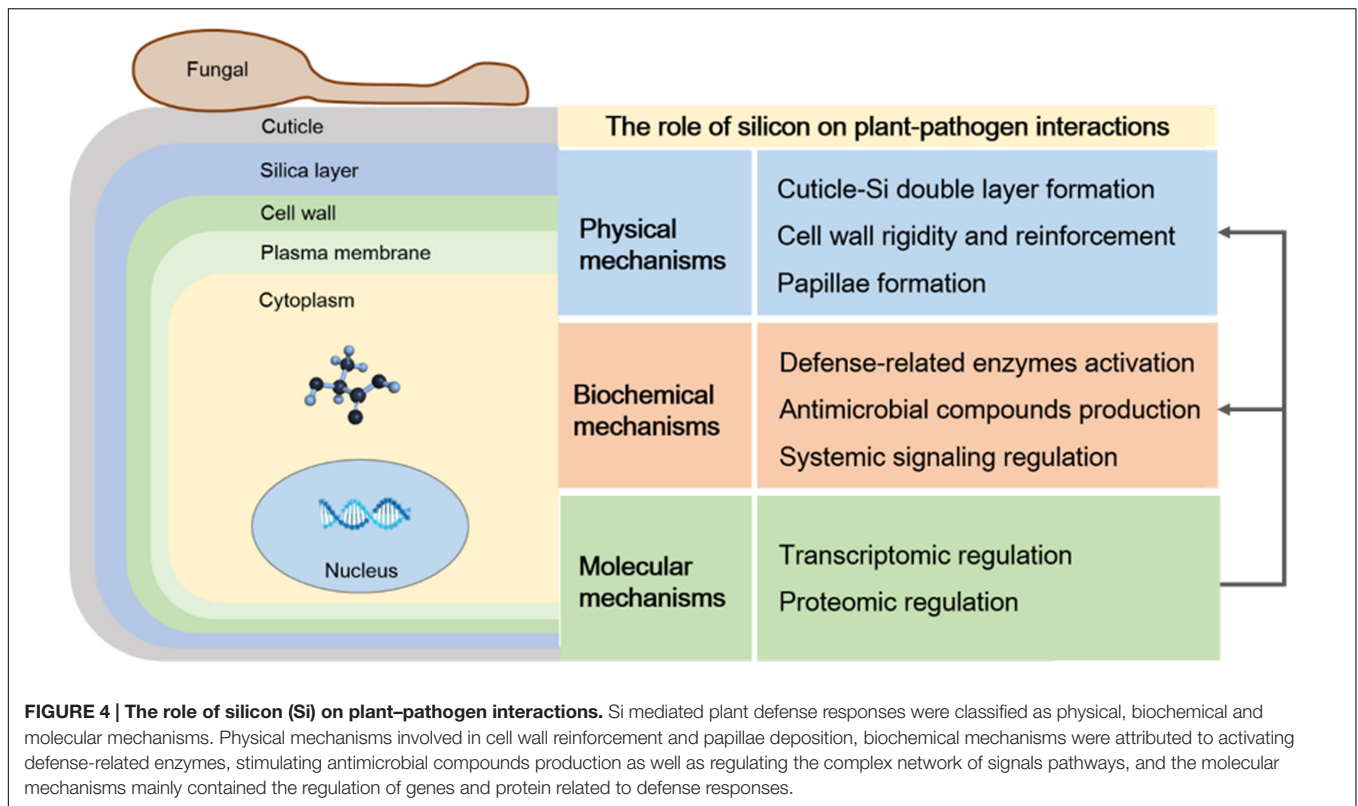 Fungal
Cuticle
Silica layer
Cell wall
Plasma membrane
Cytoplasm
Nucleus
The role of silicon on plant-pathogen interactions
Physical
mechanisms
Cuticle-Si double layer formation
Cell wall rigidity and reinforcement
Papillae formation
Biochemical
mechanisms
Defense-related enzymes activation
Antimicrobial compounds production
Systemic signaling regulation
Molecular
mechanisms
Transcriptomic regulation
Proteomic regulation
FIGURE 4 | The role of silicon (Si) on plant–pathogen interactions. Si mediated plant defense responses were classified as physical, biochemical and
molecular mechanisms. Physical mechanisms involved in cell wall reinforcement and papillae deposition, biochemical mechanisms were attributed to activating
defense-related enzymes, stimulating antimicrobial compounds production as well as regulating the complex network of signals pathways, and the molecular
mechanisms mainly contained the regulation of genes and protein related to defense responses.